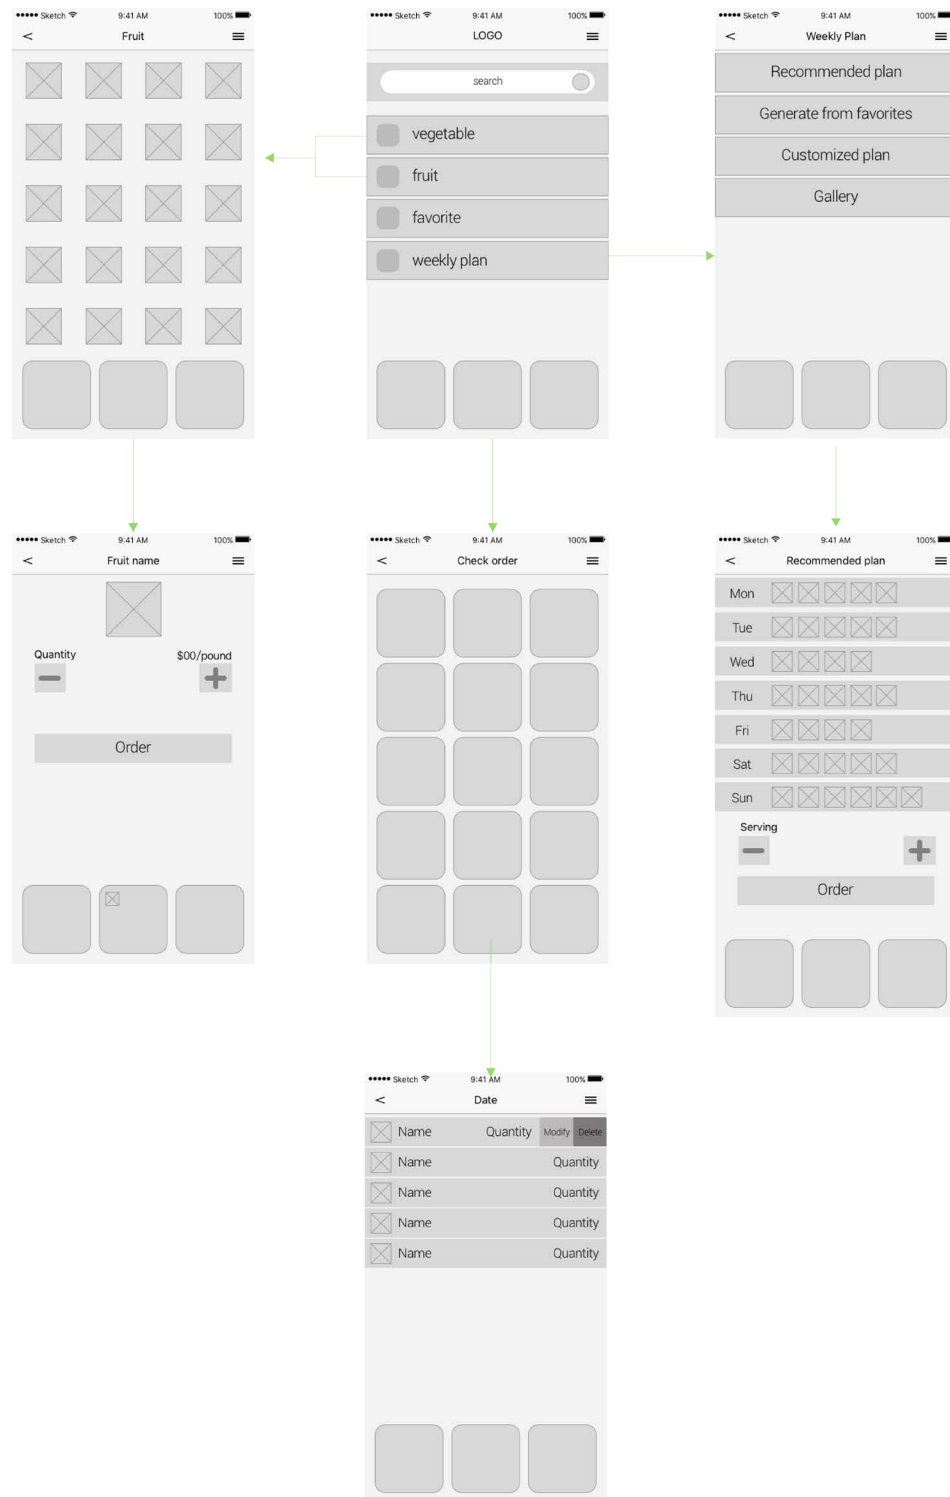 ••••• Sketch 9:41 AM 100%
< Fruit
••••• Sketch 9:41 AM 100%
LOGO
search
vegetable
fruit
favorite
weekly plan
••••• Sketch 9:41 AM 100%
< Weekly Plan
Recommended plan
Generate from favorites
Customized plan
Gallery
••••• Sketch 9:41 AM 100%
< Fruit name
Quantity $00/pound
Order
••••• Sketch 9:41 AM 100%
< Check order
••••• Sketch 9:41 AM 100%
< Recommended plan
Mon
Tue
Wed
Thu
Fri
Sat
Sun
Serving
Order
••••• Sketch 9:41 AM 100%
< Date
Name Quantity Modify Delete
Name Quantity
Name Quantity
Name Quantity
Name Quantity